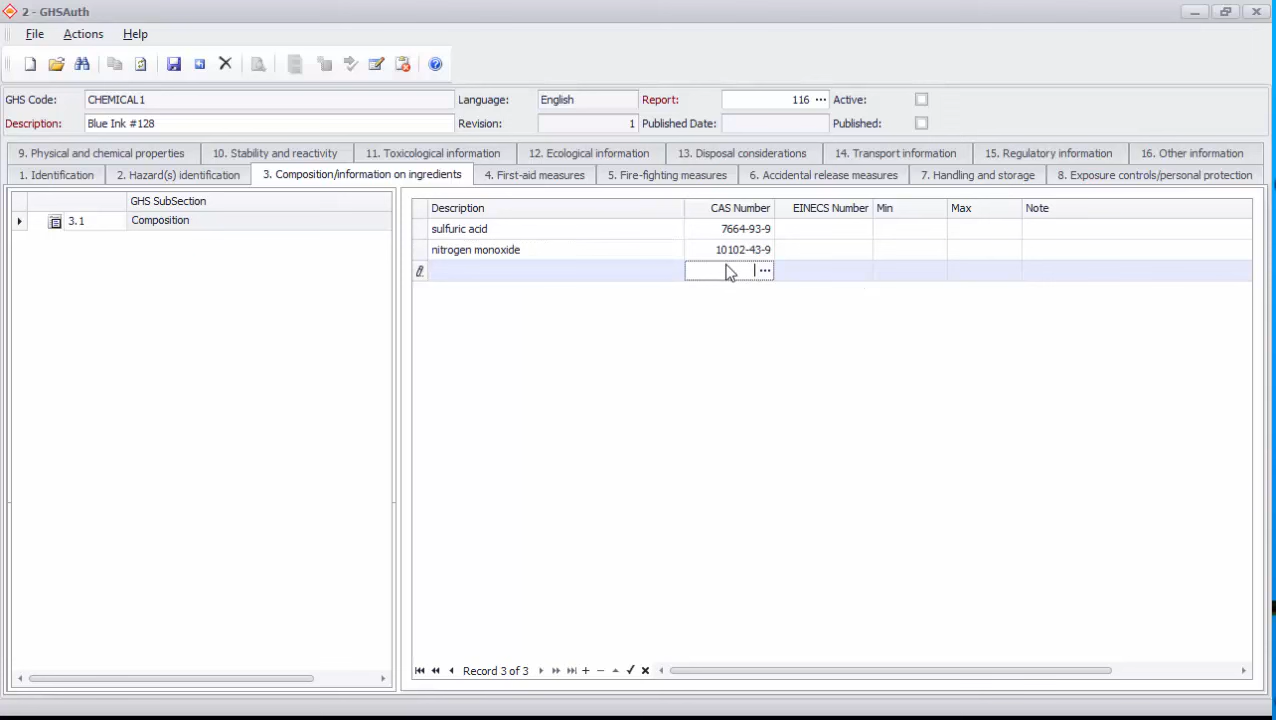 2 - GHSAuth
File Actions Help
GHS Code: CHEMICAL1 Language: English Report: 116 ... Active:
Description: Blue Ink #128 Revision: 1 Published Date: Published:
9. Physical and chemical properties 10. Stability and reactivity 11. Toxicological information 12. Ecological information 13. Disposal considerations 14. Transport information 15. Regulatory information 16. Other information
1. Identification 2. Hazard(s) identification 3. Composition/information on ingredients 4. First-aid measures 5. Fire-fighting measures 6. Accidental release measures 7. Handling and storage 8. Exposure controls/personal protection
GHS SubSection
3.1 Composition
Description CAS Number EINECS Number Min Max Note
sulfuric acid 7664-93-9
nitrogen monoxide 10102-43-9
...
Record 3 of 3